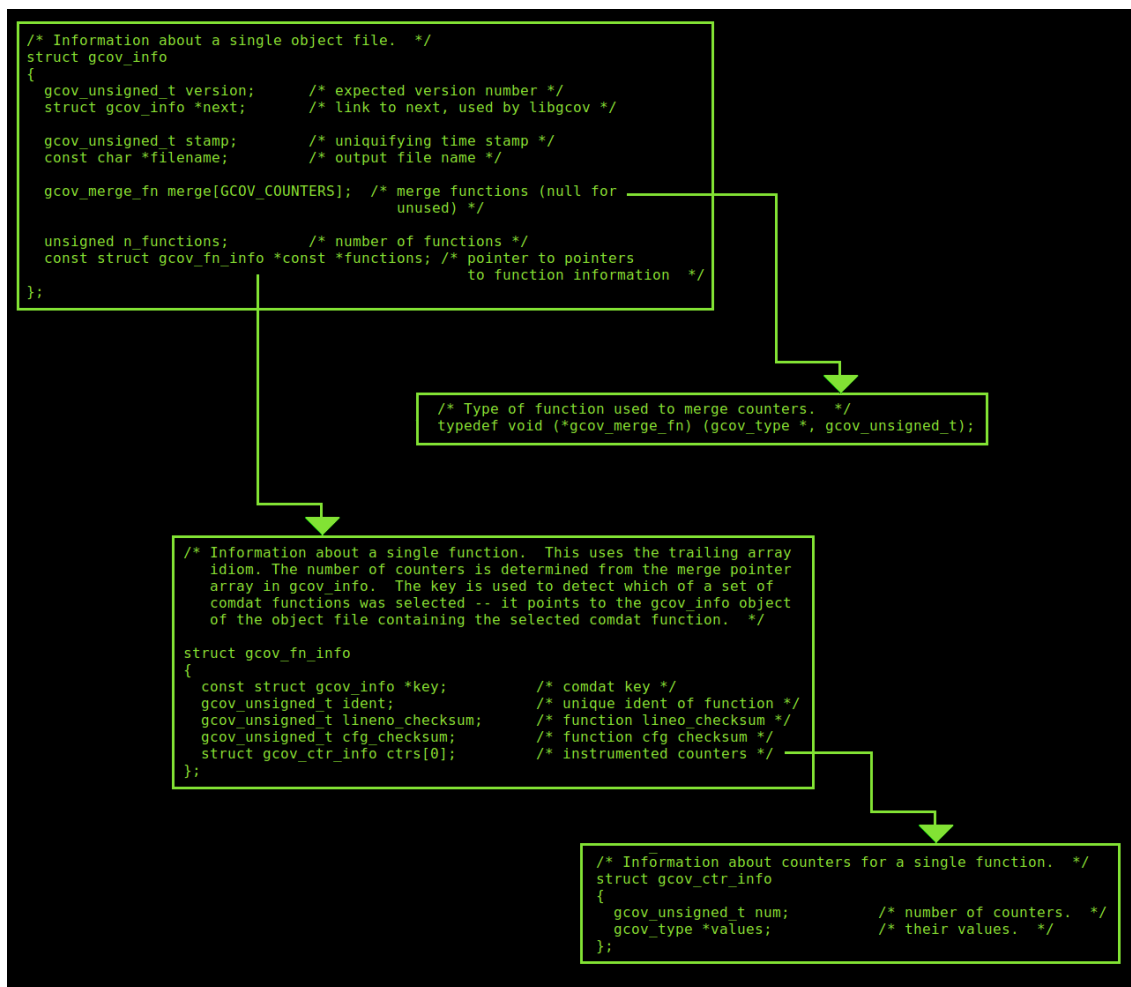 /* Information about a single object file.  */
struct gcov_info
{
  gcov_unsigned_t version;      /* expected version number */
  struct gcov_info *next;       /* link to next, used by libgcov */

  gcov_unsigned_t stamp;        /* uniquifying time stamp */
  const char *filename;         /* output file name */

  gcov_merge_fn merge[GCOV_COUNTERS];  /* merge functions (null for
                                          unused) */

  unsigned n_functions;         /* number of functions */
  const struct gcov_fn_info *const *functions; /* pointer to pointers
                                                  to function information  */
};
/* Type of function used to merge counters.  */
typedef void (*gcov_merge_fn) (gcov_type *, gcov_unsigned_t);
/* Information about a single function.  This uses the trailing array
   idiom. The number of counters is determined from the merge pointer
   array in gcov_info.  The key is used to detect which of a set of
   comdat functions was selected -- it points to the gcov_info object
   of the object file containing the selected comdat function.  */

struct gcov_fn_info
{
  const struct gcov_info *key;          /* comdat key */
  gcov_unsigned_t ident;                /* unique ident of function */
  gcov_unsigned_t lineno_checksum;      /* function lineo_checksum */
  gcov_unsigned_t cfg_checksum;         /* function cfg checksum */
  struct gcov_ctr_info ctrs[0];         /* instrumented counters */
};
/* Information about counters for a single function.  */
struct gcov_ctr_info
{
  gcov_unsigned_t num;          /* number of counters.  */
  gcov_type *values;            /* their values.  */
};